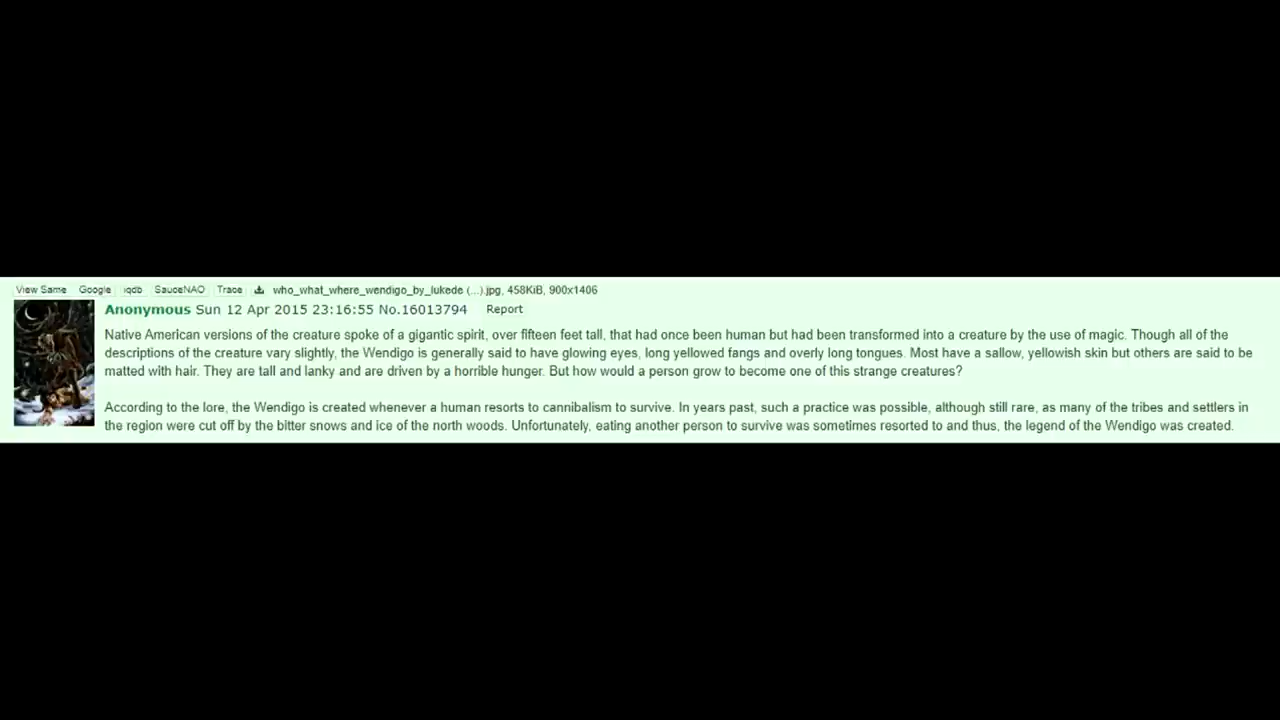 View Same Google iqdb SauceNAO Trace who_what_where_wendigo_by_lukede (...).jpg, 458KiB, 900x1406
Anonymous Sun 12 Apr 2015 23:16:55 No.16013794 Report
Native American versions of the creature spoke of a gigantic spirit, over fifteen feet tall, that had once been human but had been transformed into a creature by the use of magic. Though all of the
descriptions of the creature vary slightly, the Wendigo is generally said to have glowing eyes, long yellowed fangs and overly long tongues. Most have a sallow, yellowish skin but others are said to be
matted with hair. They are tall and lanky and are driven by a horrible hunger. But how would a person grow to become one of this strange creatures?
According to the lore, the Wendigo is created whenever a human resorts to cannibalism to survive. In years past, such a practice was possible, although still rare, as many of the tribes and settlers in
the region were cut off by the bitter snows and ice of the north woods. Unfortunately, eating another person to survive was sometimes resorted to and thus, the legend of the Wendigo was created.